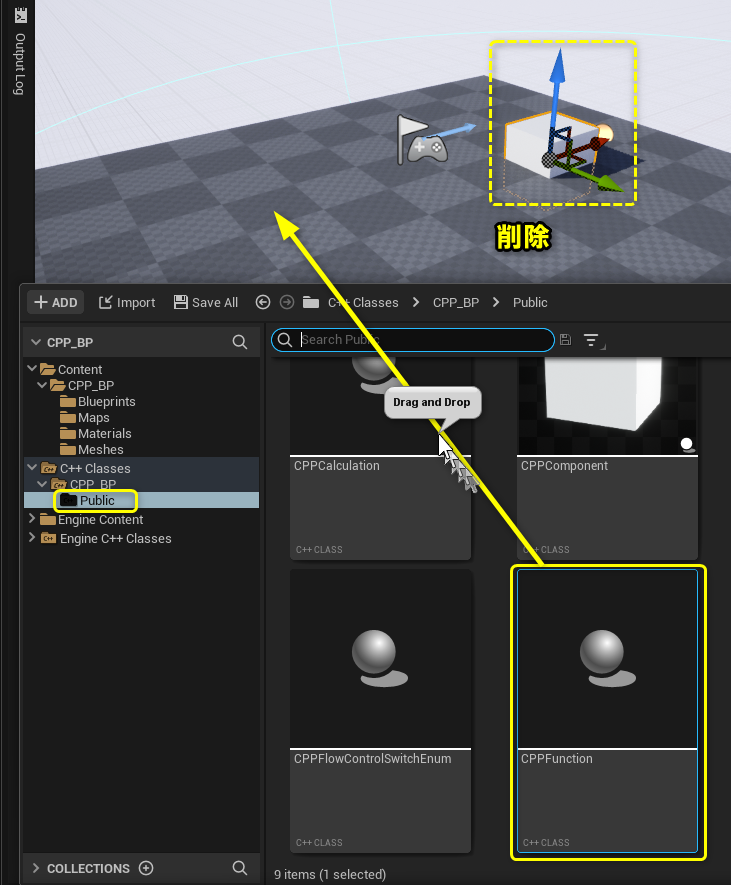 Output Log
削除
ADD
Import
Save All
C++ Classes
CPP_BP
Public
CPP_BP
Search Public
Content
CPP_BP
Blueprints
Maps
Materials
Meshes
C++ Classes
CPP_BP
Public
Engine Content
Engine C++ Classes
Drag and Drop
CPPCalculation
C++ CLASS
CPPComponent
C++ CLASS
CPPFlowControlSwitchEnum
C++ CLASS
CPPFunction
C++ CLASS
COLLECTIONS
9 items (1 selected)